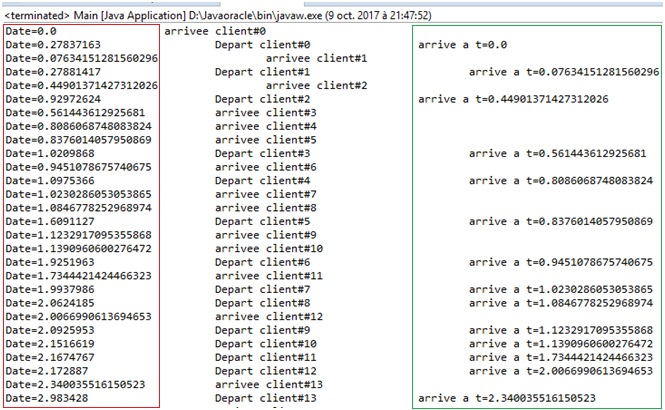 <terminated> Main [Java Application] D:\Javaoracle\bin\javaw.exe (9 oct. 2017 à 21:47:52)
Date=0.0 arrivee client#0
Date=0.27837163 Depart client#0 arrive a t=0.0
Date=0.07634151281560296 arrivee client#1
Date=0.27881417 Depart client#1 arrive a t=0.07634151281560296
Date=0.44901371427312026 arrivee client#2
Date=0.92972624 Depart client#2 arrive a t=0.44901371427312026
Date=0.561443612925681 arrivee client#3
Date=0.8086068748083824 arrivee client#4
Date=0.8376014057950869 arrivee client#5
Date=1.0209868 Depart client#3 arrive a t=0.561443612925681
Date=0.9451078675740675 arrivee client#6
Date=1.0975366 Depart client#4 arrive a t=0.8086068748083824
Date=1.0230286053053865 arrivee client#7
Date=1.0846778252968974 arrivee client#8
Date=1.6091127 Depart client#5 arrive a t=0.8376014057950869
Date=1.1232917095355868 arrivee client#9
Date=1.1390960600276472 arrivee client#10
Date=1.9251963 Depart client#6 arrive a t=0.9451078675740675
Date=1.7344421424466323 arrivee client#11
Date=1.9937986 Depart client#7 arrive a t=1.0230286053053865
Date=2.0624185 Depart client#8 arrive a t=1.0846778252968974
Date=2.0066990613694653 arrivee client#12
Date=2.0925953 Depart client#9 arrive a t=1.1232917095355868
Date=2.1516619 Depart client#10 arrive a t=1.1390960600276472
Date=2.1674767 Depart client#11 arrive a t=1.7344421424466323
Date=2.172887 Depart client#12 arrive a t=2.0066990613694653
Date=2.340035516150523 arrivee client#13
Date=2.983428 Depart client#13 arrive a t=2.340035516150523